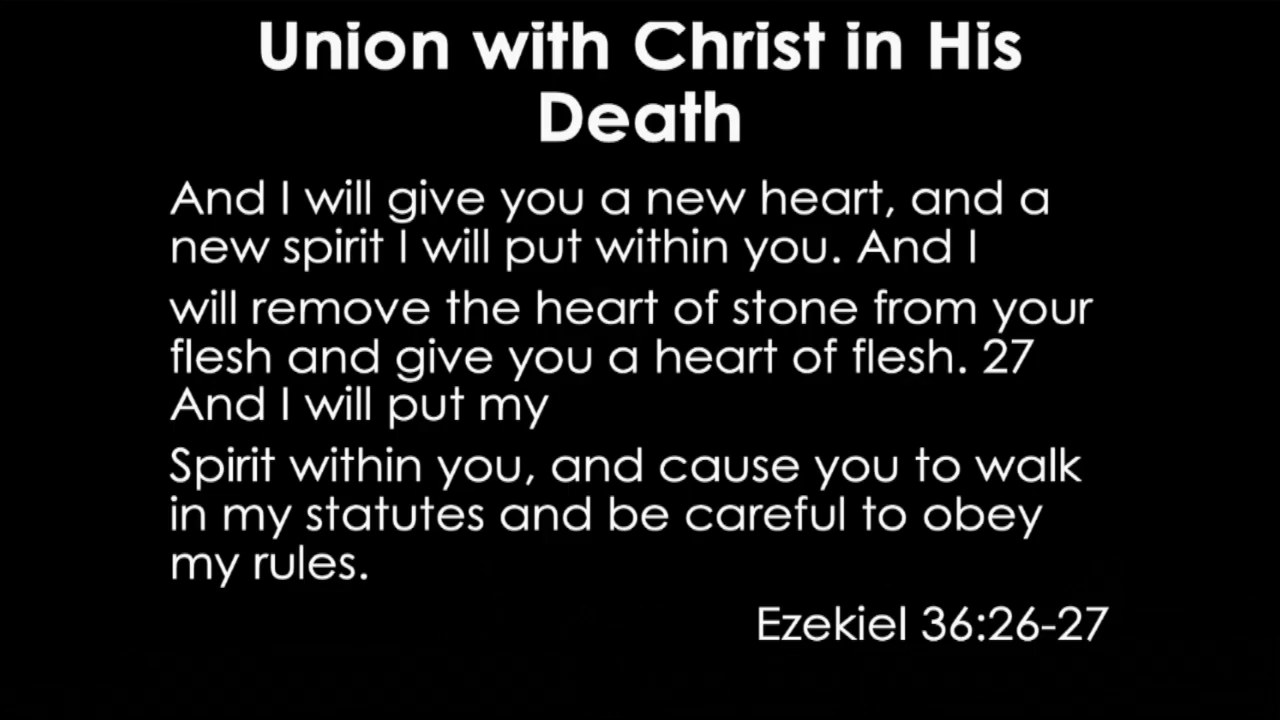 Union with Christ in His
Death
And I will give you a new heart, and a
new spirit I will put within you. And I
will remove the heart of stone from your
flesh and give you a heart of flesh. 27
And I will put my
Spirit within you, and cause you to walk
in my statutes and be careful to obey
my rules.
Ezekiel 36:26-27